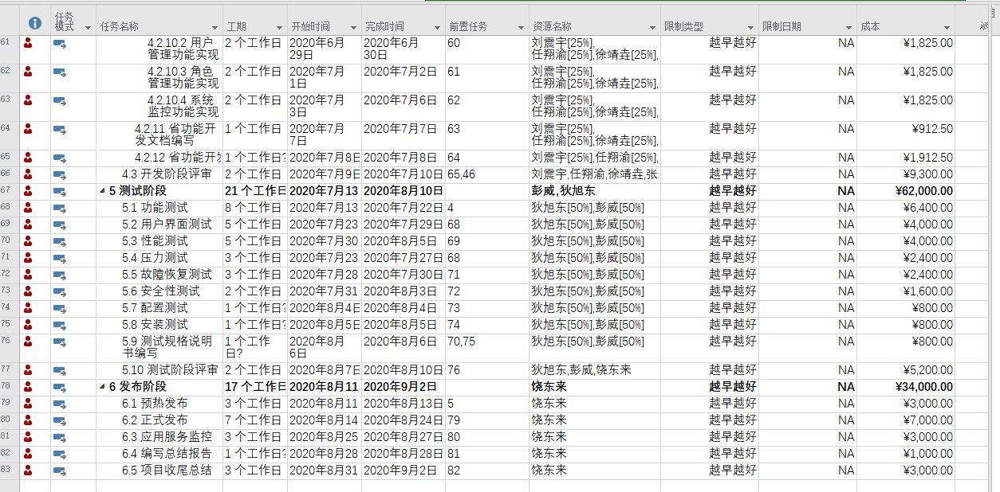 任务
模式 任务名称 工期 开始时间 完成时间 前置任务 资源名称 限制类型 限制日期 成本
61 4.2.10.2 用户 2 个工作日 2020年6月 2020年6月 60 刘震宇[25%], 越早越好 NA ¥1,825.00
管理功能实现 29日 30日 任翔渝[25%],徐靖垚[25%],
62 4.2.10.3 角色 2 个工作日 2020年7月 2020年7月2日 61 刘震宇[25%], 越早越好 NA ¥1,825.00
管理功能实现 1日 任翔渝[25%],徐靖垚[25%],
63 4.2.10.4 系统 2 个工作日 2020年7月 2020年7月6日 62 刘震宇[25%], 越早越好 NA ¥1,825.00
监控功能实现 3日 任翔渝[25%],徐靖垚[25%],
64 4.2.11 省功能开 1 个工作日 2020年7月 2020年7月7日 63 刘震宇[25%], 越早越好 NA ¥912.50
发文档编写 7日 任翔渝[25%],徐靖垚[25%],
65 4.2.12 省功能开发 1 个工作日? 2020年7月8日 2020年7月8日 64 刘震宇[25%],任翔渝[25%], 越早越好 NA ¥1,912.50
66 4.3 开发阶段评审 2 个工作日 2020年7月9日 2020年7月10日 65,46 刘震宇,任翔渝,徐靖垚,张 越早越好 NA ¥9,300.00
67 5 测试阶段 21 个工作日 2020年7月13 2020年8月10日 彭威,狄旭东 越早越好 NA ¥62,000.00
68 5.1 功能测试 8 个工作日 2020年7月13 2020年7月22日 4 狄旭东[50%],彭威[50%] 越早越好 NA ¥6,400.00
69 5.2 用户界面测试 5 个工作日 2020年7月23 2020年7月29日 68 狄旭东[50%],彭威[50%] 越早越好 NA ¥4,000.00
70 5.3 性能测试 5 个工作日 2020年7月30 2020年8月5日 69 狄旭东[50%],彭威[50%] 越早越好 NA ¥4,000.00
71 5.4 压力测试 3 个工作日 2020年7月23 2020年7月27日 68 狄旭东[50%],彭威[50%] 越早越好 NA ¥2,400.00
72 5.5 故障恢复测试 3 个工作日 2020年7月28 2020年7月30日 71 狄旭东[50%],彭威[50%] 越早越好 NA ¥2,400.00
73 5.6 安全性测试 2 个工作日 2020年7月31 2020年8月3日 72 狄旭东[50%],彭威[50%] 越早越好 NA ¥1,600.00
74 5.7 配置测试 1 个工作日? 2020年8月4日 2020年8月4日 73 狄旭东[50%],彭威[50%] 越早越好 NA ¥800.00
75 5.8 安装测试 1 个工作日? 2020年8月5日 2020年8月5日 74 狄旭东[50%],彭威[50%] 越早越好 NA ¥800.00
76 5.9 测试规格说明 1 个工作 2020年8月 2020年8月6日 70,75 狄旭东[50%],彭威[50%] 越早越好 NA ¥800.00
书编写 日? 6日
77 5.10 测试阶段评审 2 个工作日 2020年8月7日 2020年8月10日 76 狄旭东,彭威,饶东来 越早越好 NA ¥5,200.00
78 6 发布阶段 17 个工作日 2020年8月11 2020年9月2日 饶东来 越早越好 NA ¥34,000.00
79 6.1 预热发布 3 个工作日 2020年8月11 2020年8月13日 5 饶东来 越早越好 NA ¥3,000.00
80 6.2 正式发布 7 个工作日 2020年8月14 2020年8月24日 79 饶东来 越早越好 NA ¥7,000.00
81 6.3 应用服务监控 3 个工作日 2020年8月25 2020年8月27日 80 饶东来 越早越好 NA ¥3,000.00
82 6.4 编写总结报告 1 个工作日? 2020年8月28 2020年8月28日 81 饶东来 越早越好 NA ¥1,000.00
83 6.5 项目收尾总结 3 个工作日 2020年8月31 2020年9月2日 82 饶东来 越早越好 NA ¥3,000.00